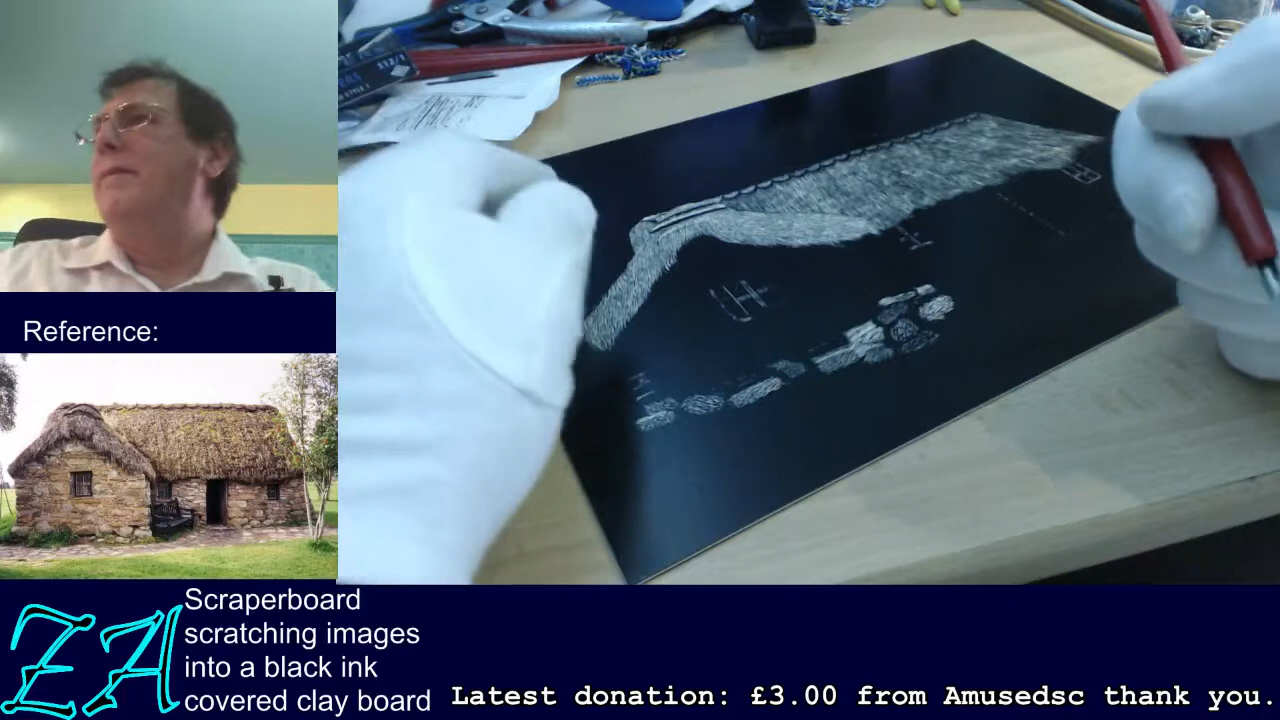 Reference:
ZA
Scraperboard
scratching images
into a black ink
covered clay board
Latest donation: £3.00 from Amusedsc thank you.